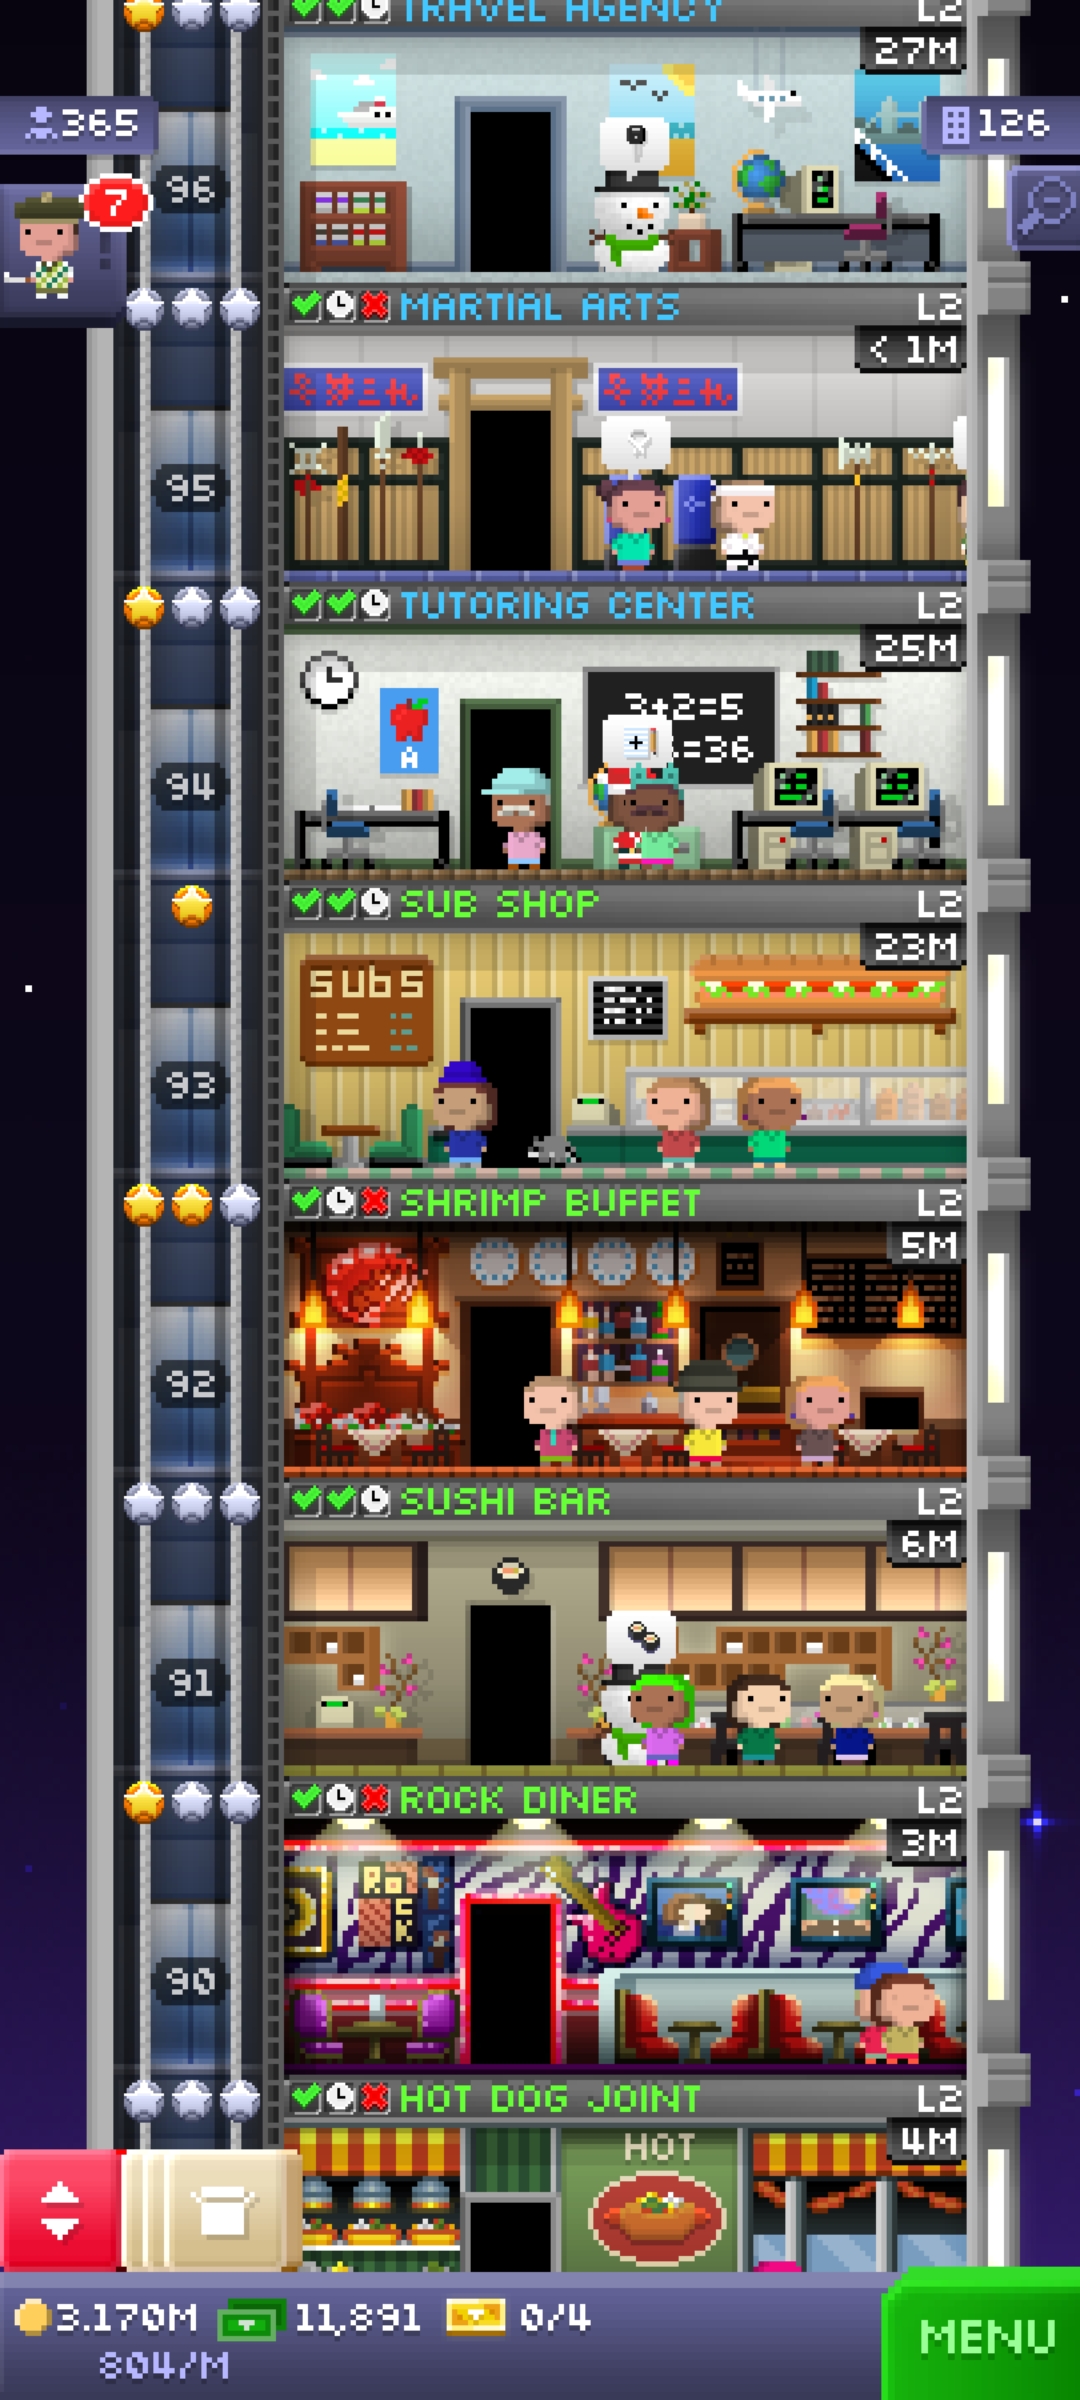 TRAVEL AGENCY L2
27M
365
126
7
96
MARTIAL ARTS L2
< 1M
95
TUTORING CENTER L2
25M
3+2=5
=36
A
94
SUB SHOP L2
23M
SUBS
93
SHRIMP BUFFET L2
5M
92
SUSHI BAR L2
6M
91
ROCK DINER L2
3M
ROCK
90
HOT DOG JOINT L2
4M
HOT
3.170M 11,891 0/4
804/M
MENU